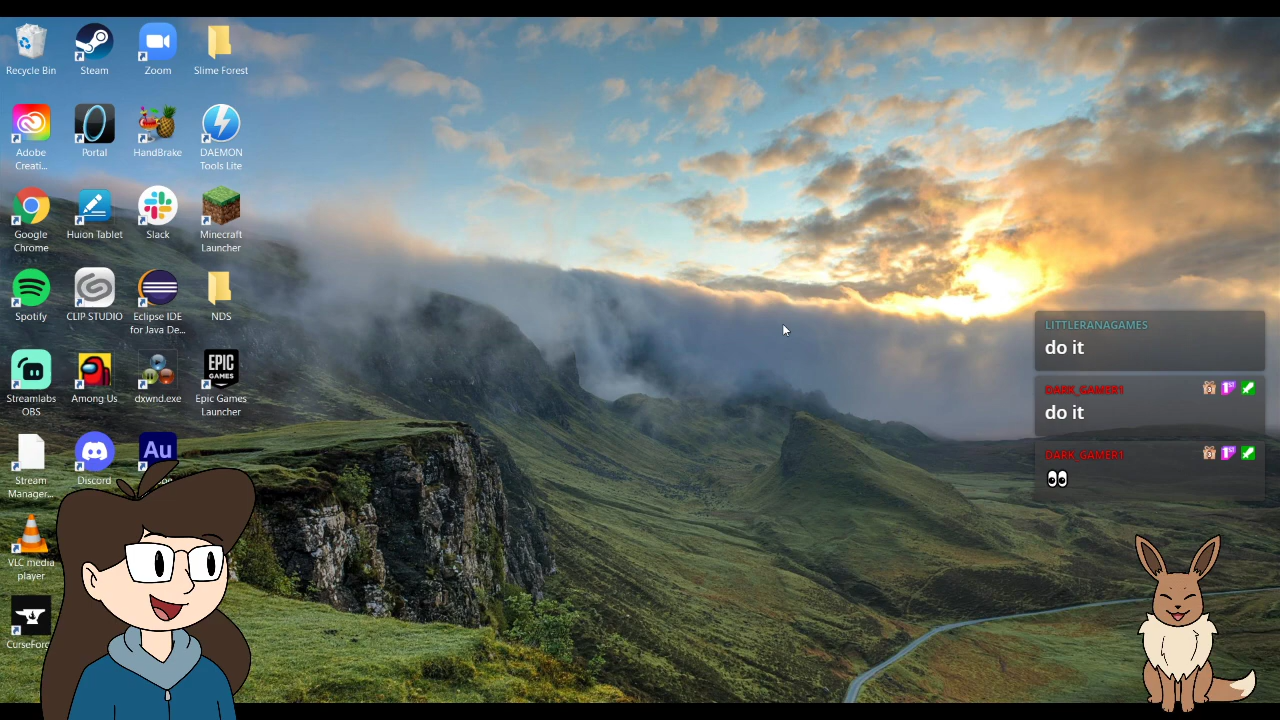 Recycle Bin
Steam
Zoom
Slime Forest
Adobe
Creati...
Portal
HandBrake
DAEMON
Tools Lite
Google
Chrome
Huion Tablet
Slack
Minecraft
Launcher
Spotify
CLIP STUDIO
Eclipse IDE
for Java De...
NDS
Streamlabs
OBS
Among Us
dxwnd.exe
EPIC
GAMES
Epic Games
Launcher
Stream
Manager...
Discord
Au
VLC media
player
CurseForg
LITTLERANAGAMES
do it
DARK_GAMER1
do it
DARK_GAMER1